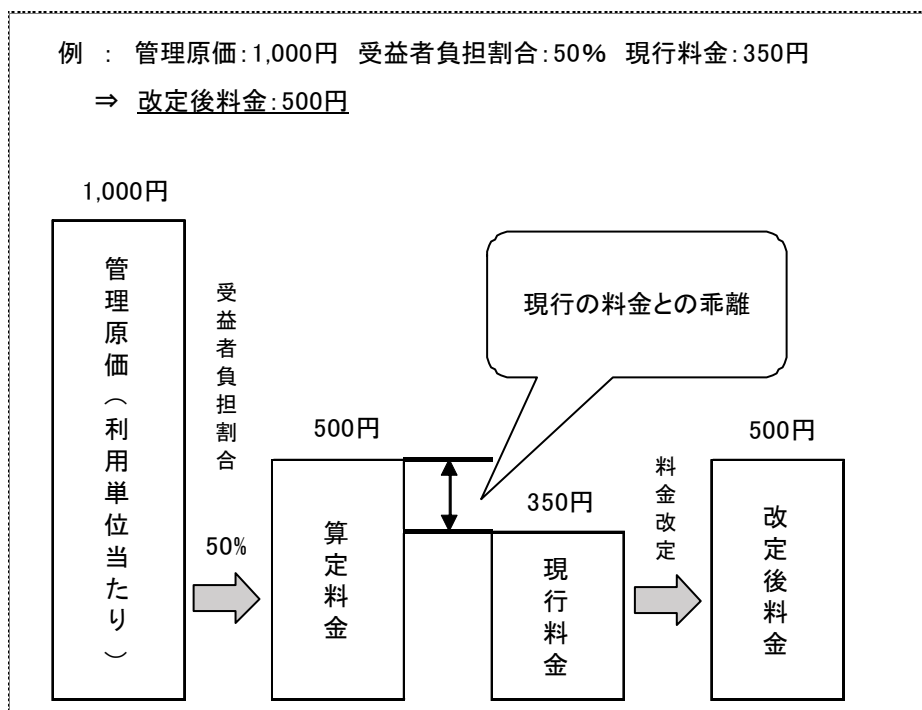 例 : 管理原価:1,000円 受益者負担割合:50% 現行料金:350円
⇒ 改定後料金:500円
1,000円
管理原価(利用単位当たり)
受益者負担割合
50%
500円
算定料金
現行の料金との乖離
350円
現行料金
料金改定
500円
改定後料金